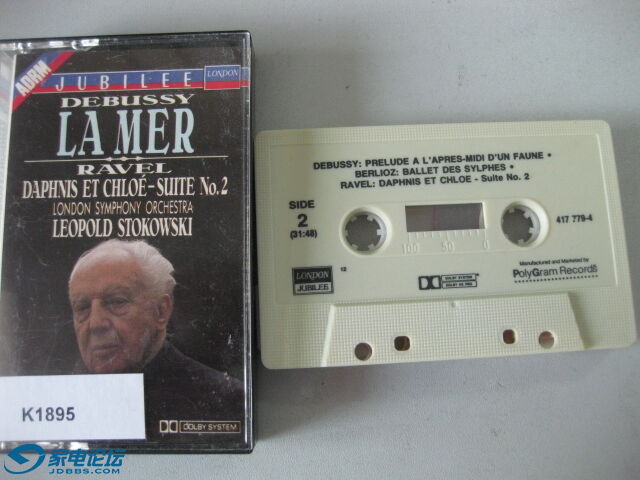 ADRM
JUBILEE
LONDON
DEBUSSY
LA MER
RAVEL
DAPHNIS ET CHLOÉ – SUITE No. 2
LONDON SYMPHONY ORCHESTRA
LEOPOLD STOKOWSKI
K1895
DOLBY SYSTEM
DEBUSSY: PRELUDE A L'APRES-MIDI D'UN FAUNE •
BERLIOZ: BALLET DES SYLPHES •
RAVEL: DAPHNIS ET CHLOE - Suite No. 2
SIDE
2
(31:48)
100 50 0
417 779-4
LONDON
JUBILEE
12
DOLBY SYSTEM
Manufactured and Marketed by
PolyGram Records
家电论坛
JDBBS.COM